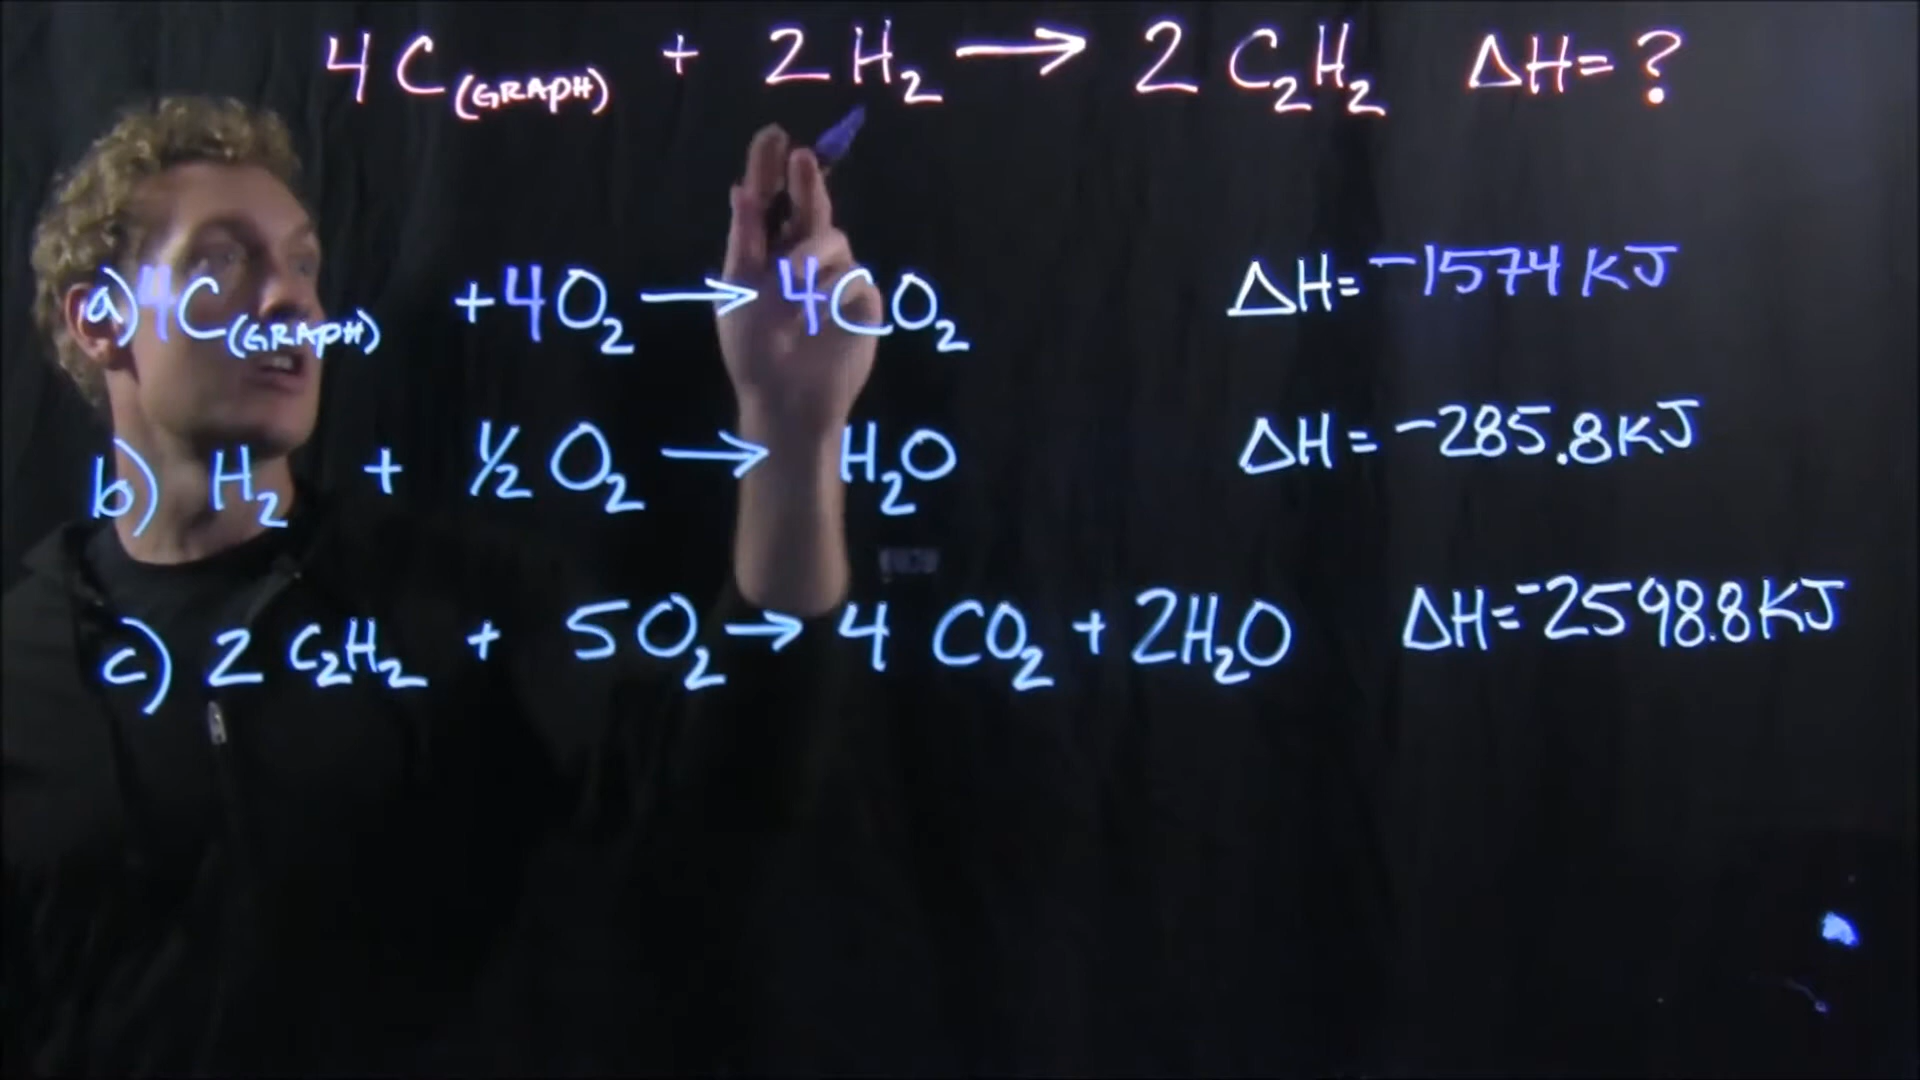 4 C(GRAPH) + 2 H₂ → 2 C₂H₂ ΔH = ?
a) 4C(GRAPH) + 4O₂ → 4CO₂ ΔH = -1574 KJ
b) H₂ + ½ O₂ → H₂O ΔH = -285.8 KJ
c) 2 C₂H₂ + 5O₂ → 4 CO₂ + 2H₂O ΔH = -2598.8 KJ